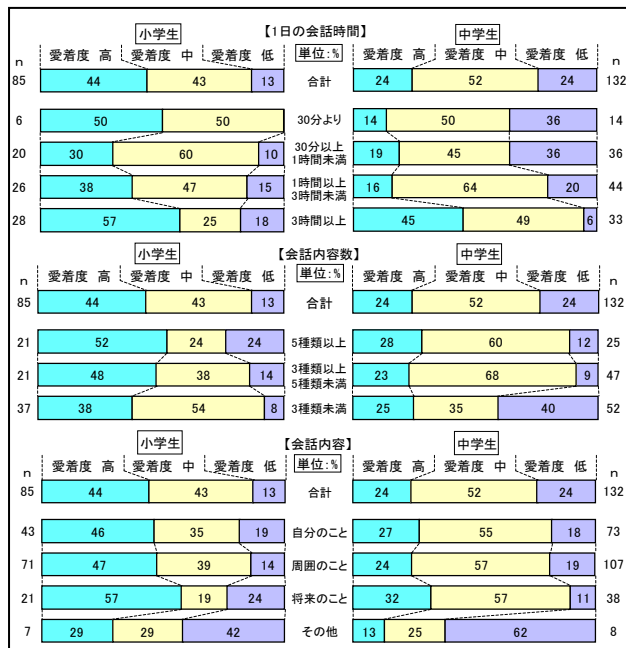 【1日の会話時間】
小学生 中学生
愛着度 高 愛着度 中 愛着度 低 単位:% 愛着度 高 愛着度 中 愛着度 低
n n
85 44 43 13 合計 24 52 24 132
6 50 50 30分より 14 50 36 14
20 30 60 10 30分以上 1時間未満 19 45 36 36
26 38 47 15 1時間以上 3時間未満 16 64 20 44
28 57 25 18 3時間以上 45 49 6 33
【会話内容数】
小学生 中学生
愛着度 高 愛着度 中 愛着度 低 単位:% 愛着度 高 愛着度 中 愛着度 低
n n
85 44 43 13 合計 24 52 24 132
21 52 24 24 5種類以上 28 60 12 25
21 48 38 14 3種類以上 5種類未満 23 68 9 47
37 38 54 8 3種類未満 25 35 40 52
【会話内容】
小学生 中学生
愛着度 高 愛着度 中 愛着度 低 単位:% 愛着度 高 愛着度 中 愛着度 低
n n
85 44 43 13 合計 24 52 24 132
43 46 35 19 自分のこと 27 55 18 73
71 47 39 14 周囲のこと 24 57 19 107
21 57 19 24 将来のこと 32 57 11 38
7 29 29 42 その他 13 25 62 8